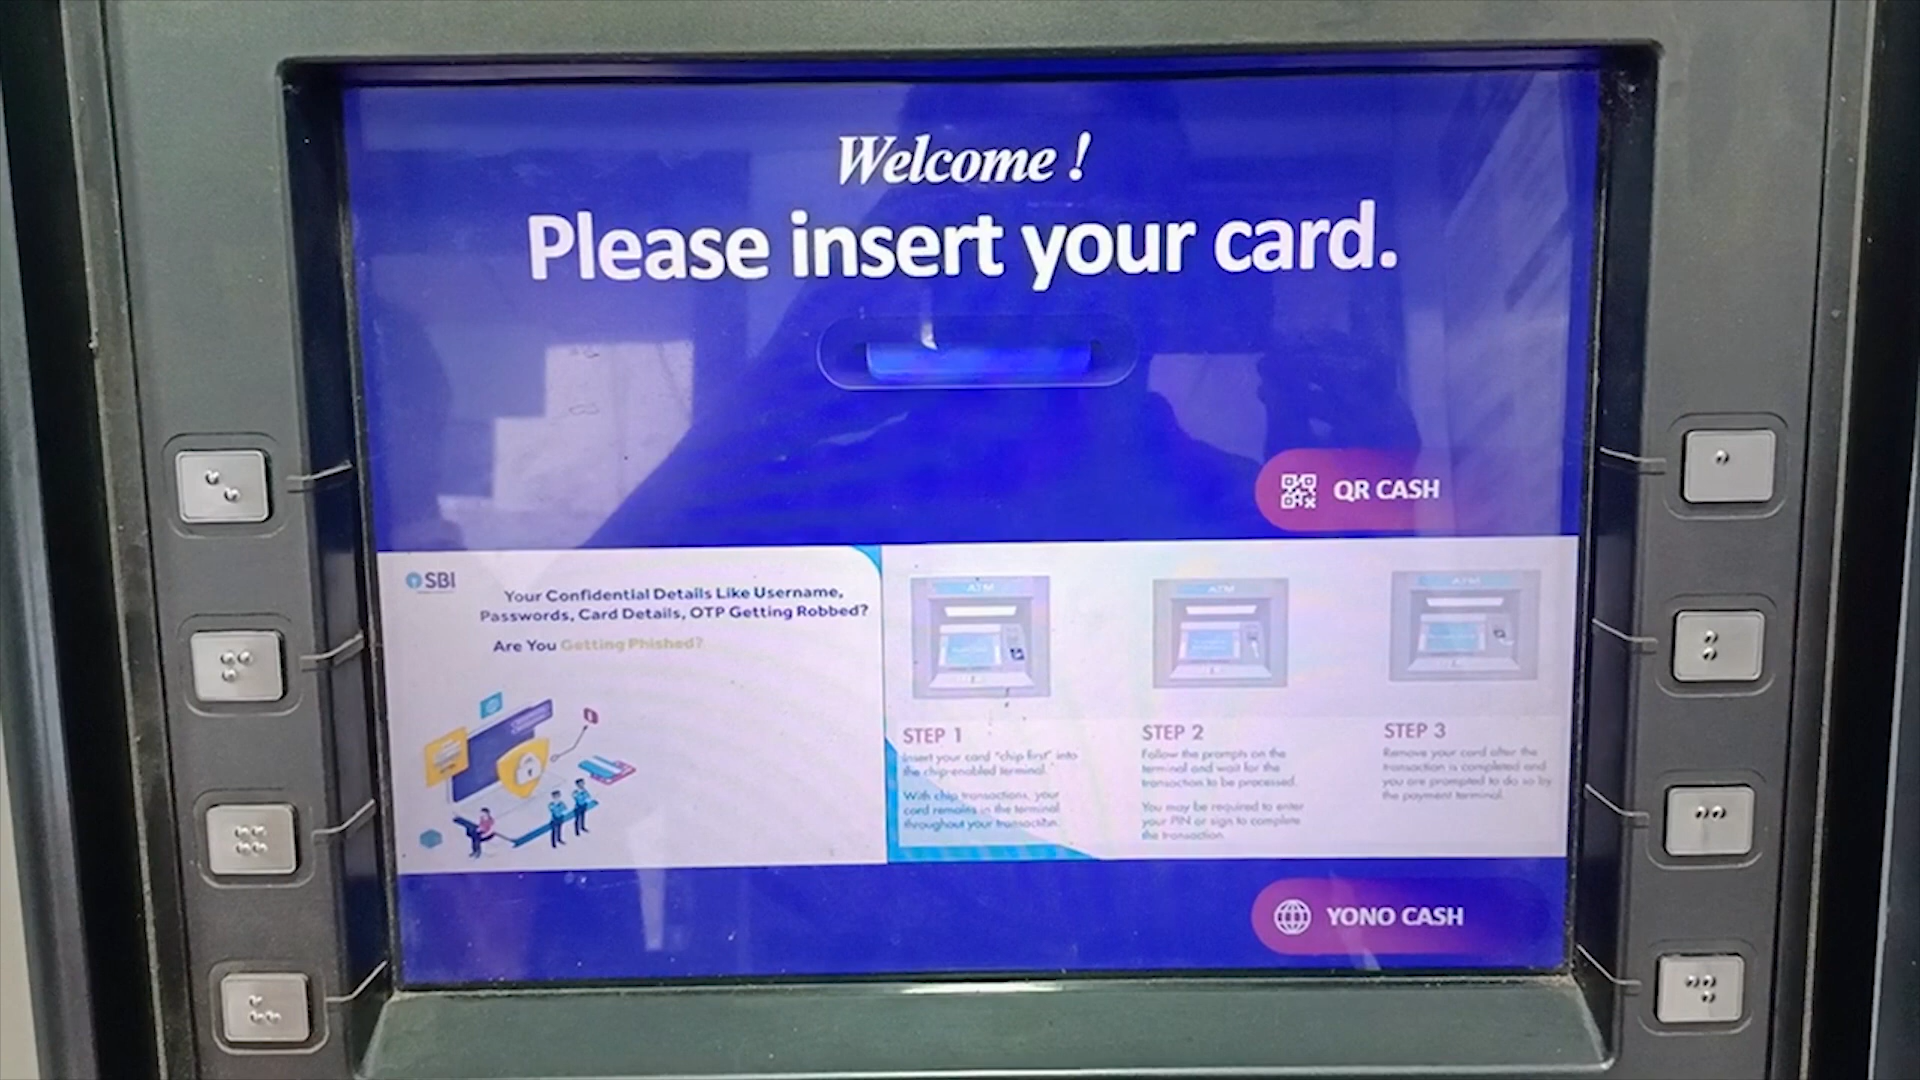 Welcome !
Please insert your card.
QR CASH
SBI
Your Confidential Details Like Username,
Passwords, Card Details, OTP Getting Robbed?
Are You Getting Phished?
ATM
ATM
ATM
STEP 1
Insert your card "chip first" into
the chip-enabled terminal.
With chip transactions, your
card remains in the terminal
throughout your transaction.
STEP 2
Follow the prompts on the
terminal and wait for the
transaction to be processed.
You may be required to enter
your PIN or sign to complete
the transaction.
STEP 3
Remove your card after the
transaction is completed and
you are prompted to do so by
the payment terminal.
YONO CASH